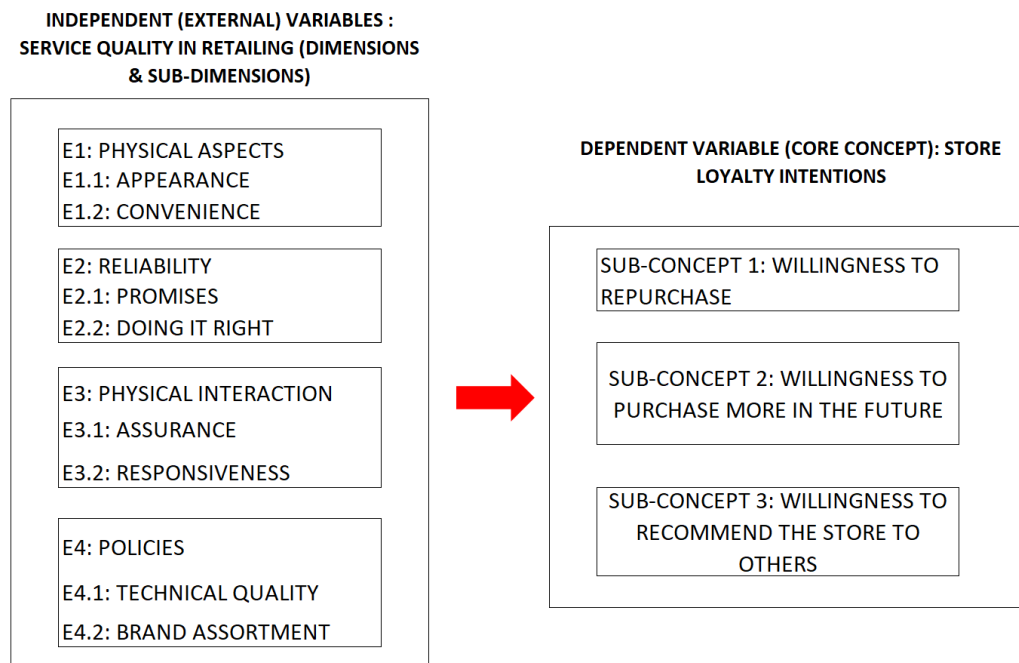 INDEPENDENT (EXTERNAL) VARIABLES :
SERVICE QUALITY IN RETAILING (DIMENSIONS
& SUB-DIMENSIONS)
E1: PHYSICAL ASPECTS
E1.1: APPEARANCE
E1.2: CONVENIENCE
E2: RELIABILITY
E2.1: PROMISES
E2.2: DOING IT RIGHT
E3: PHYSICAL INTERACTION
E3.1: ASSURANCE
E3.2: RESPONSIVENESS
E4: POLICIES
E4.1: TECHNICAL QUALITY
E4.2: BRAND ASSORTMENT
DEPENDENT VARIABLE (CORE CONCEPT): STORE
LOYALTY INTENTIONS
SUB-CONCEPT 1: WILLINGNESS TO
REPURCHASE
SUB-CONCEPT 2: WILLINGNESS TO
PURCHASE MORE IN THE FUTURE
SUB-CONCEPT 3: WILLINGNESS TO
RECOMMEND THE STORE TO
OTHERS